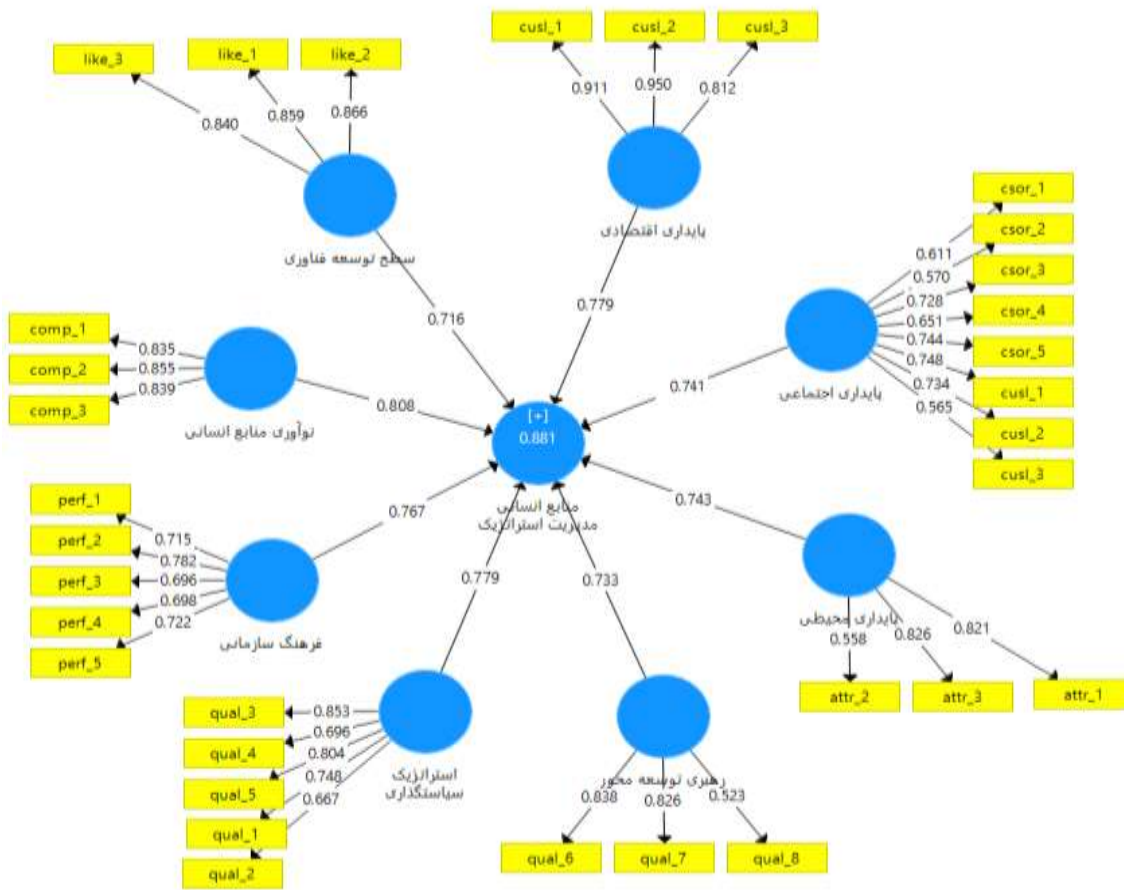 cusl_1
cusl_2
cusl_3
like_3
like_1
like_2
0.911
0.950
0.812
0.840
0.859
0.866
سطح توسعه فناوری
پایداری اقتصادی
csor_1
csor_2
csor_3
csor_4
csor_5
cusl_1
cusl_2
cusl_3
0.611
0.570
0.728
0.651
0.744
0.748
0.734
0.565
پایداری اجتماعی
0.716
0.779
0.741
comp_1
comp_2
comp_3
0.835
0.855
0.839
نوآوری منابع انسانی
0.808
[+]
0.881
منابع انسانی
مدیریت استراتژیک
perf_1
perf_2
perf_3
perf_4
perf_5
0.715
0.782
0.696
0.698
0.722
فرهنگ سازمانی
0.767
0.779
0.733
0.743
پایداری محیطی
0.558
0.826
0.821
attr_2
attr_3
attr_1
qual_3
qual_4
qual_5
qual_1
qual_2
0.853
0.696
0.804
0.748
0.667
استراتژیک
سیاستگذاری
رهبری توسعه محور
0.838
0.826
0.523
qual_6
qual_7
qual_8